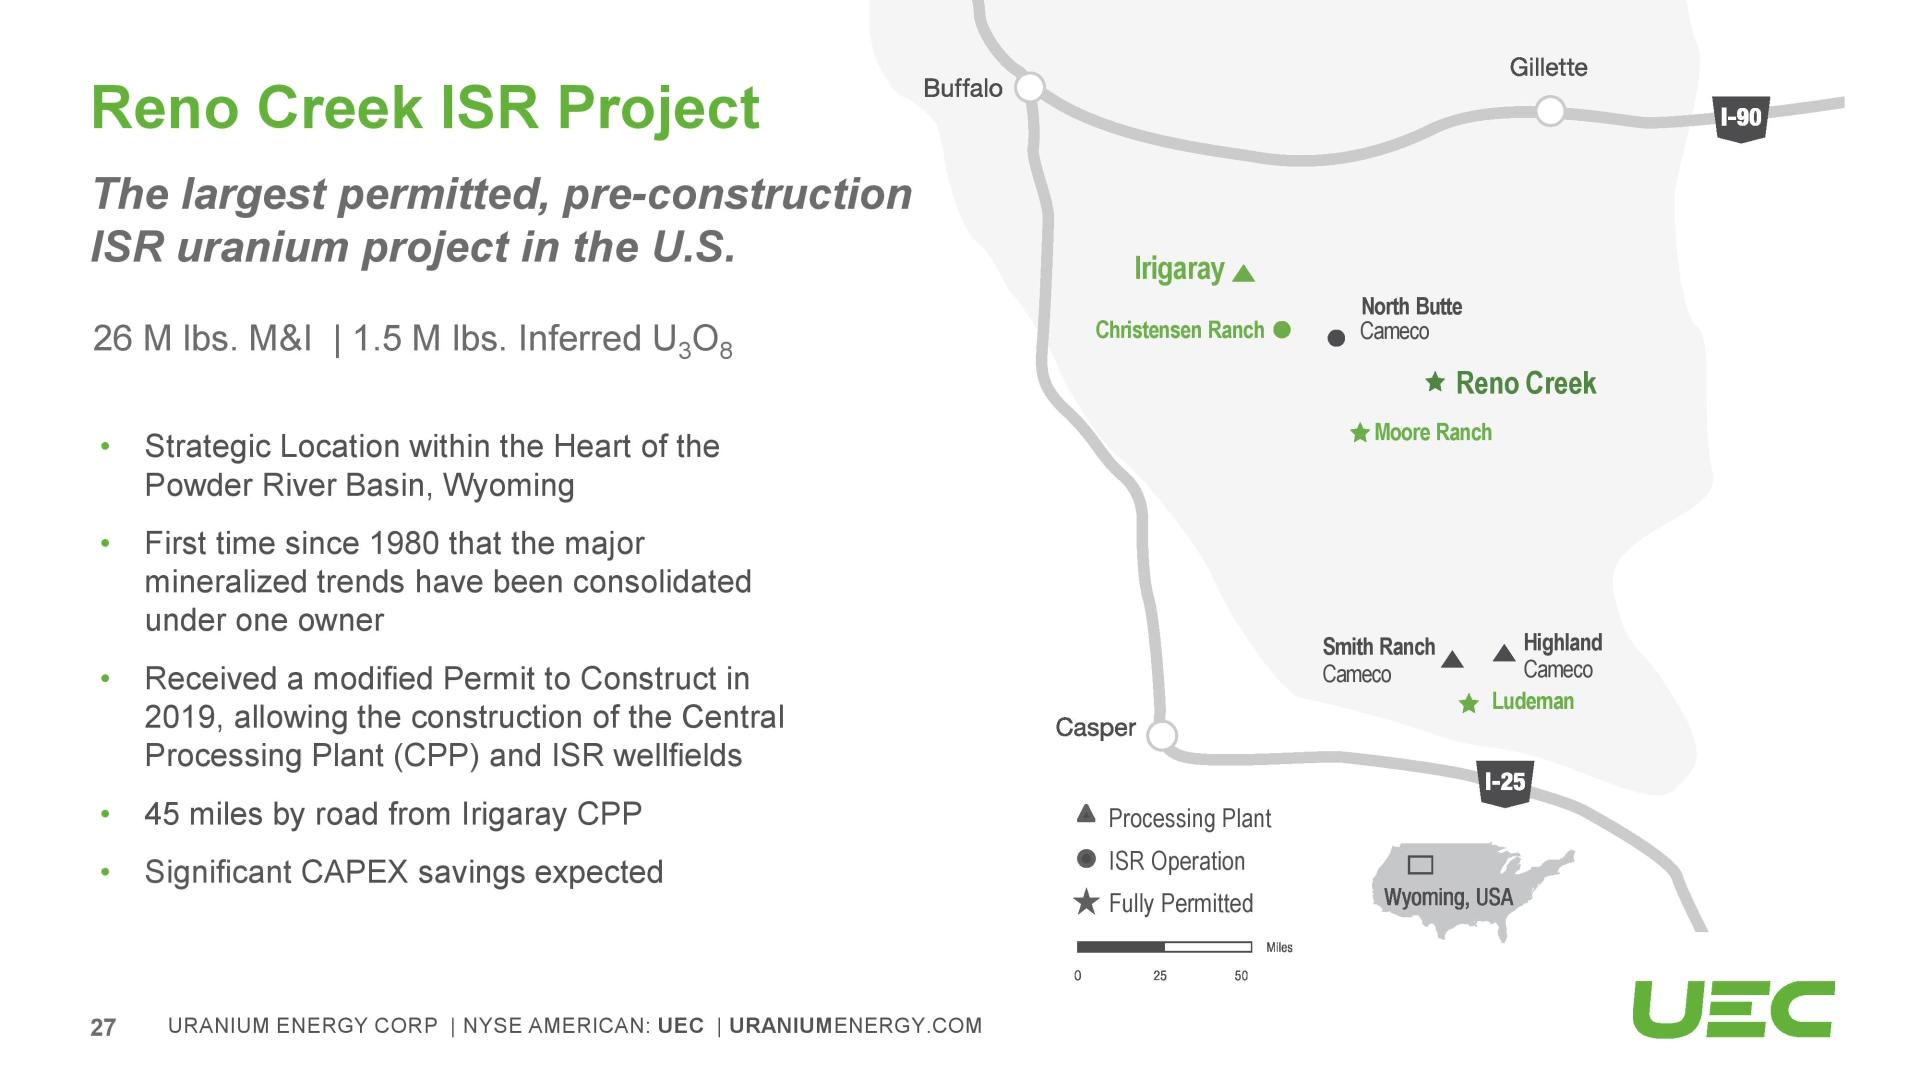 Reno Creek ISR Project
The largest permitted, pre-construction
ISR uranium project in the U.S.
26 M lbs. M&I | 1.5 M lbs. Inferred U₃O₈
• Strategic Location within the Heart of the
Powder River Basin, Wyoming
• First time since 1980 that the major
mineralized trends have been consolidated
under one owner
• Received a modified Permit to Construct in
2019, allowing the construction of the Central
Processing Plant (CPP) and ISR wellfields
• 45 miles by road from Irigaray CPP
• Significant CAPEX savings expected
Buffalo
Gillette
I-90
Irigaray
Christensen Ranch
North Butte
Cameco
Reno Creek
Moore Ranch
Smith Ranch
Cameco
Highland
Cameco
Ludeman
Casper
I-25
Processing Plant
ISR Operation
Fully Permitted
Miles
0 25 50
Wyoming, USA
27 URANIUM ENERGY CORP | NYSE AMERICAN: UEC | URANIUMENERGY.COM
UEC